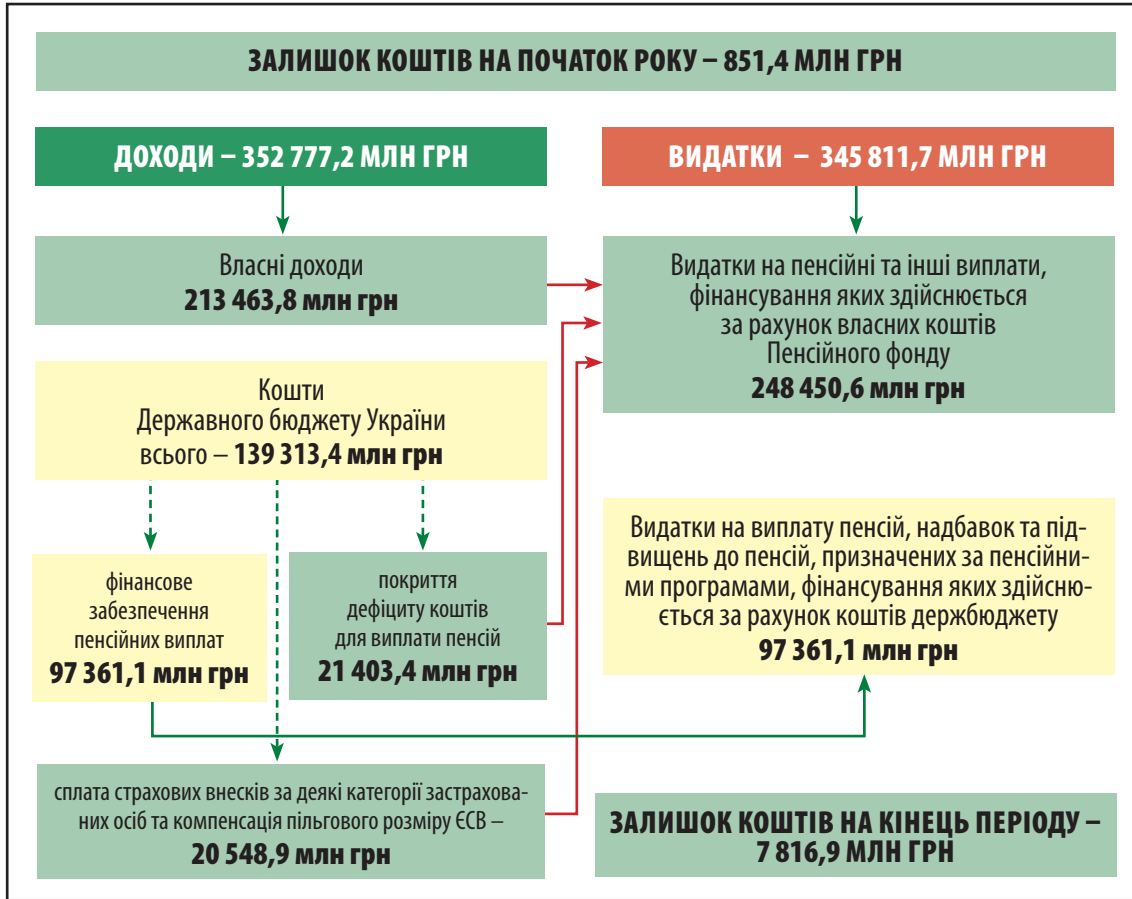 ЗАЛИШОК КОШТІВ НА ПОЧАТОК РОКУ – 851,4 МЛН ГРН
ДОХОДИ – 352 777,2 МЛН ГРН
ВИДАТКИ – 345 811,7 МЛН ГРН
Власні доходи
213 463,8 млн грн
Видатки на пенсійні та інші виплати,
фінансування яких здійснюється
за рахунок власних коштів
Пенсійного фонду
248 450,6 млн грн
Кошти
Державного бюджету України
всього – 139 313,4 млн грн
фінансове
забезпечення
пенсійних виплат
97 361,1 млн грн
покриття
дефіциту коштів
для виплати пенсій
21 403,4 млн грн
Видатки на виплату пенсій, надбавок та під-
вищень до пенсій, призначених за пенсійни-
ми програмами, фінансування яких здійсню-
ється за рахунок коштів держбюджету
97 361,1 млн грн
сплата страхових внесків за деякі категорії застрахова-
них осіб та компенсація пільгового розміру ЄСВ –
20 548,9 млн грн
ЗАЛИШОК КОШТІВ НА КІНЕЦЬ ПЕРІОДУ –
7 816,9 МЛН ГРН